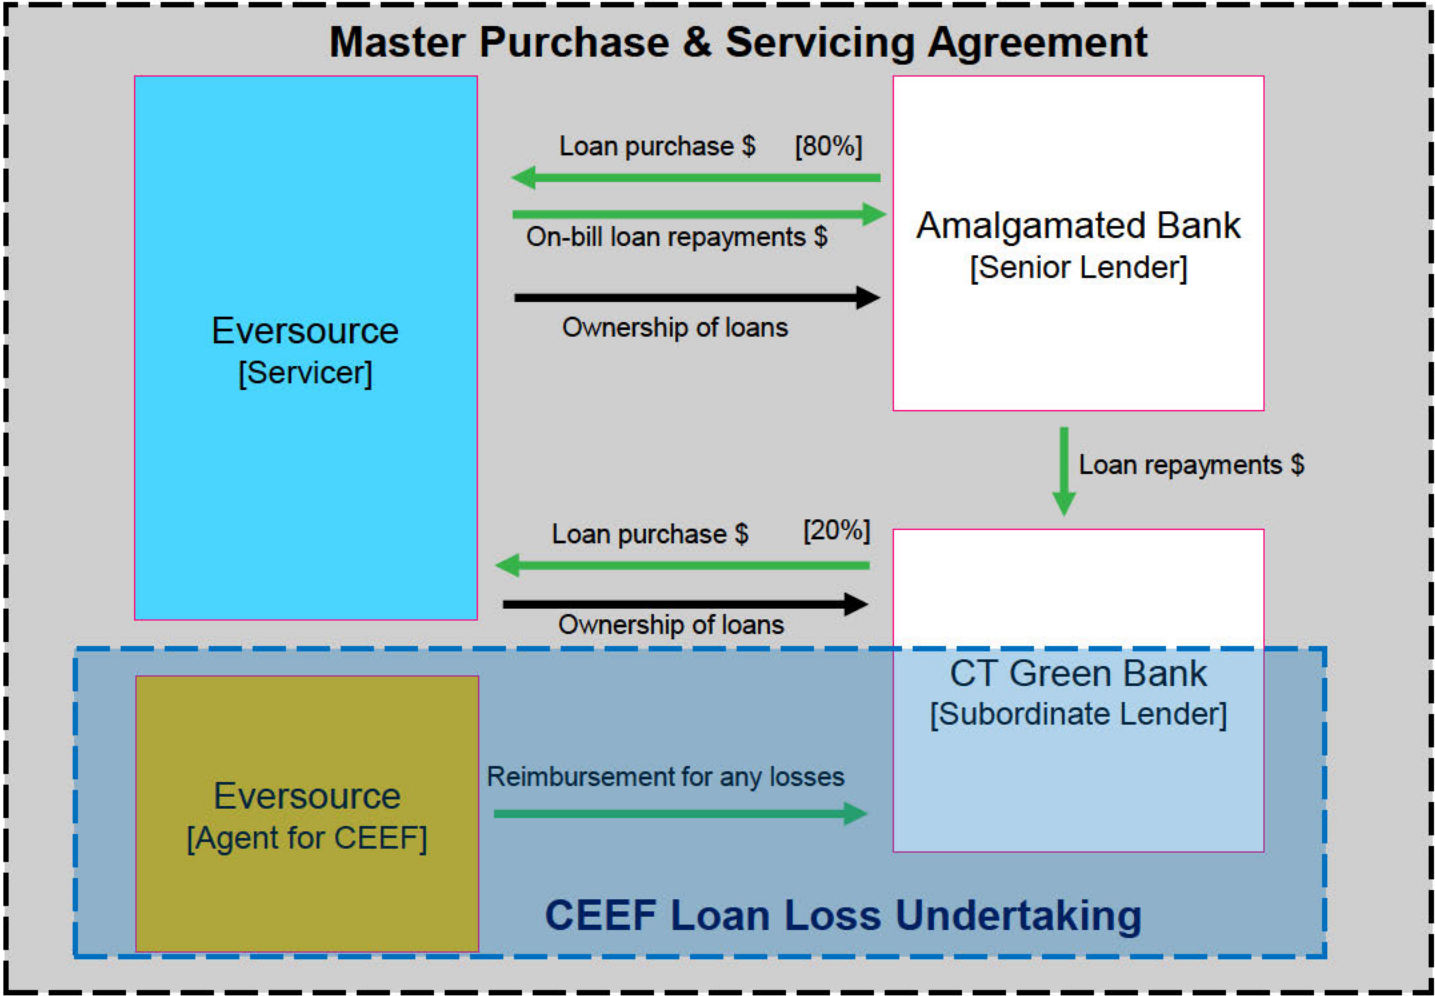 Master Purchase & Servicing Agreement
Loan purchase $ [80%]
On-bill loan repayments $
Ownership of loans
Amalgamated Bank
[Senior Lender]
Eversource
[Servicer]
Loan repayments $
Loan purchase $ [20%]
Ownership of loans
CT Green Bank
[Subordinate Lender]
Eversource
[Agent for CEEF]
Reimbursement for any losses
CEEF Loan Loss Undertaking